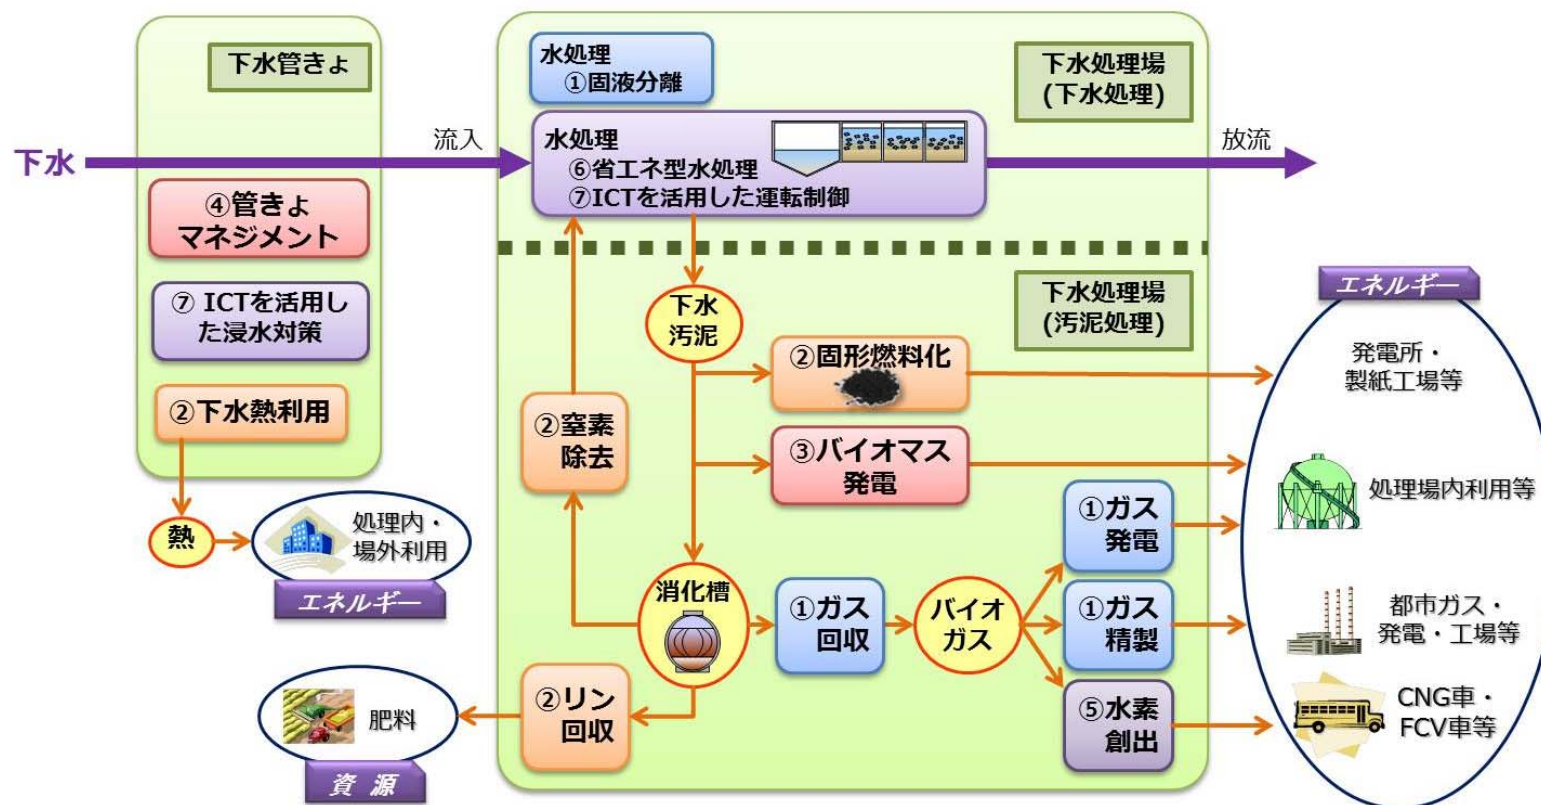 下水管きょ
下水
④管きょ
マネジメント
⑦ ICTを活用し
た浸水対策
②下水熱利用
熱
処理内・
場外利用
エネルギー
流入
水処理
①固液分離
下水処理場
(下水処理)
水処理
⑥省エネ型水処理
⑦ICTを活用した運転制御
放流
下水処理場
(汚泥処理)
下水
汚泥
②固形燃料化
③バイオマス
発電
②窒素
除去
消化槽
①ガス
回収
バイオ
ガス
①ガス
発電
①ガス
精製
⑤水素
創出
②リン
回収
肥料
資 源
エネルギー
発電所・
製紙工場等
処理場内利用等
都市ガス・
発電・工場等
CNG車・
FCV車等